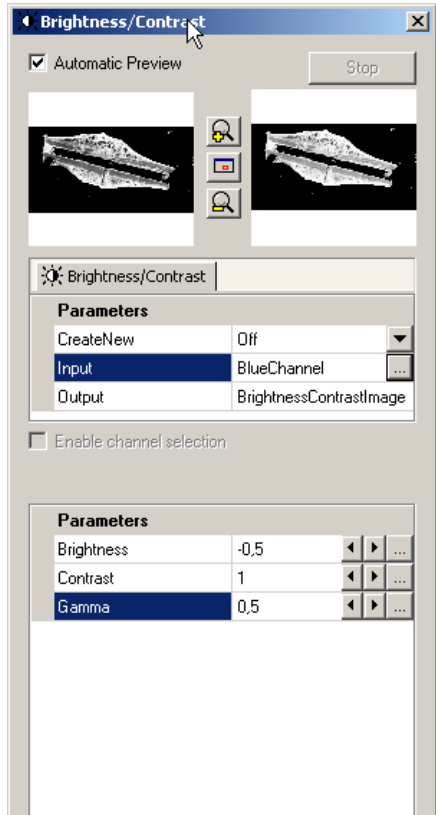 Brightness/Contrast
Automatic Preview
Stop
Brightness/Contrast
Parameters
CreateNew Off
Input BlueChannel ...
Output BrightnessContrastImage
Enable channel selection
Parameters
Brightness -0,5 ...
Contrast 1 ...
Gamma 0,5 ...